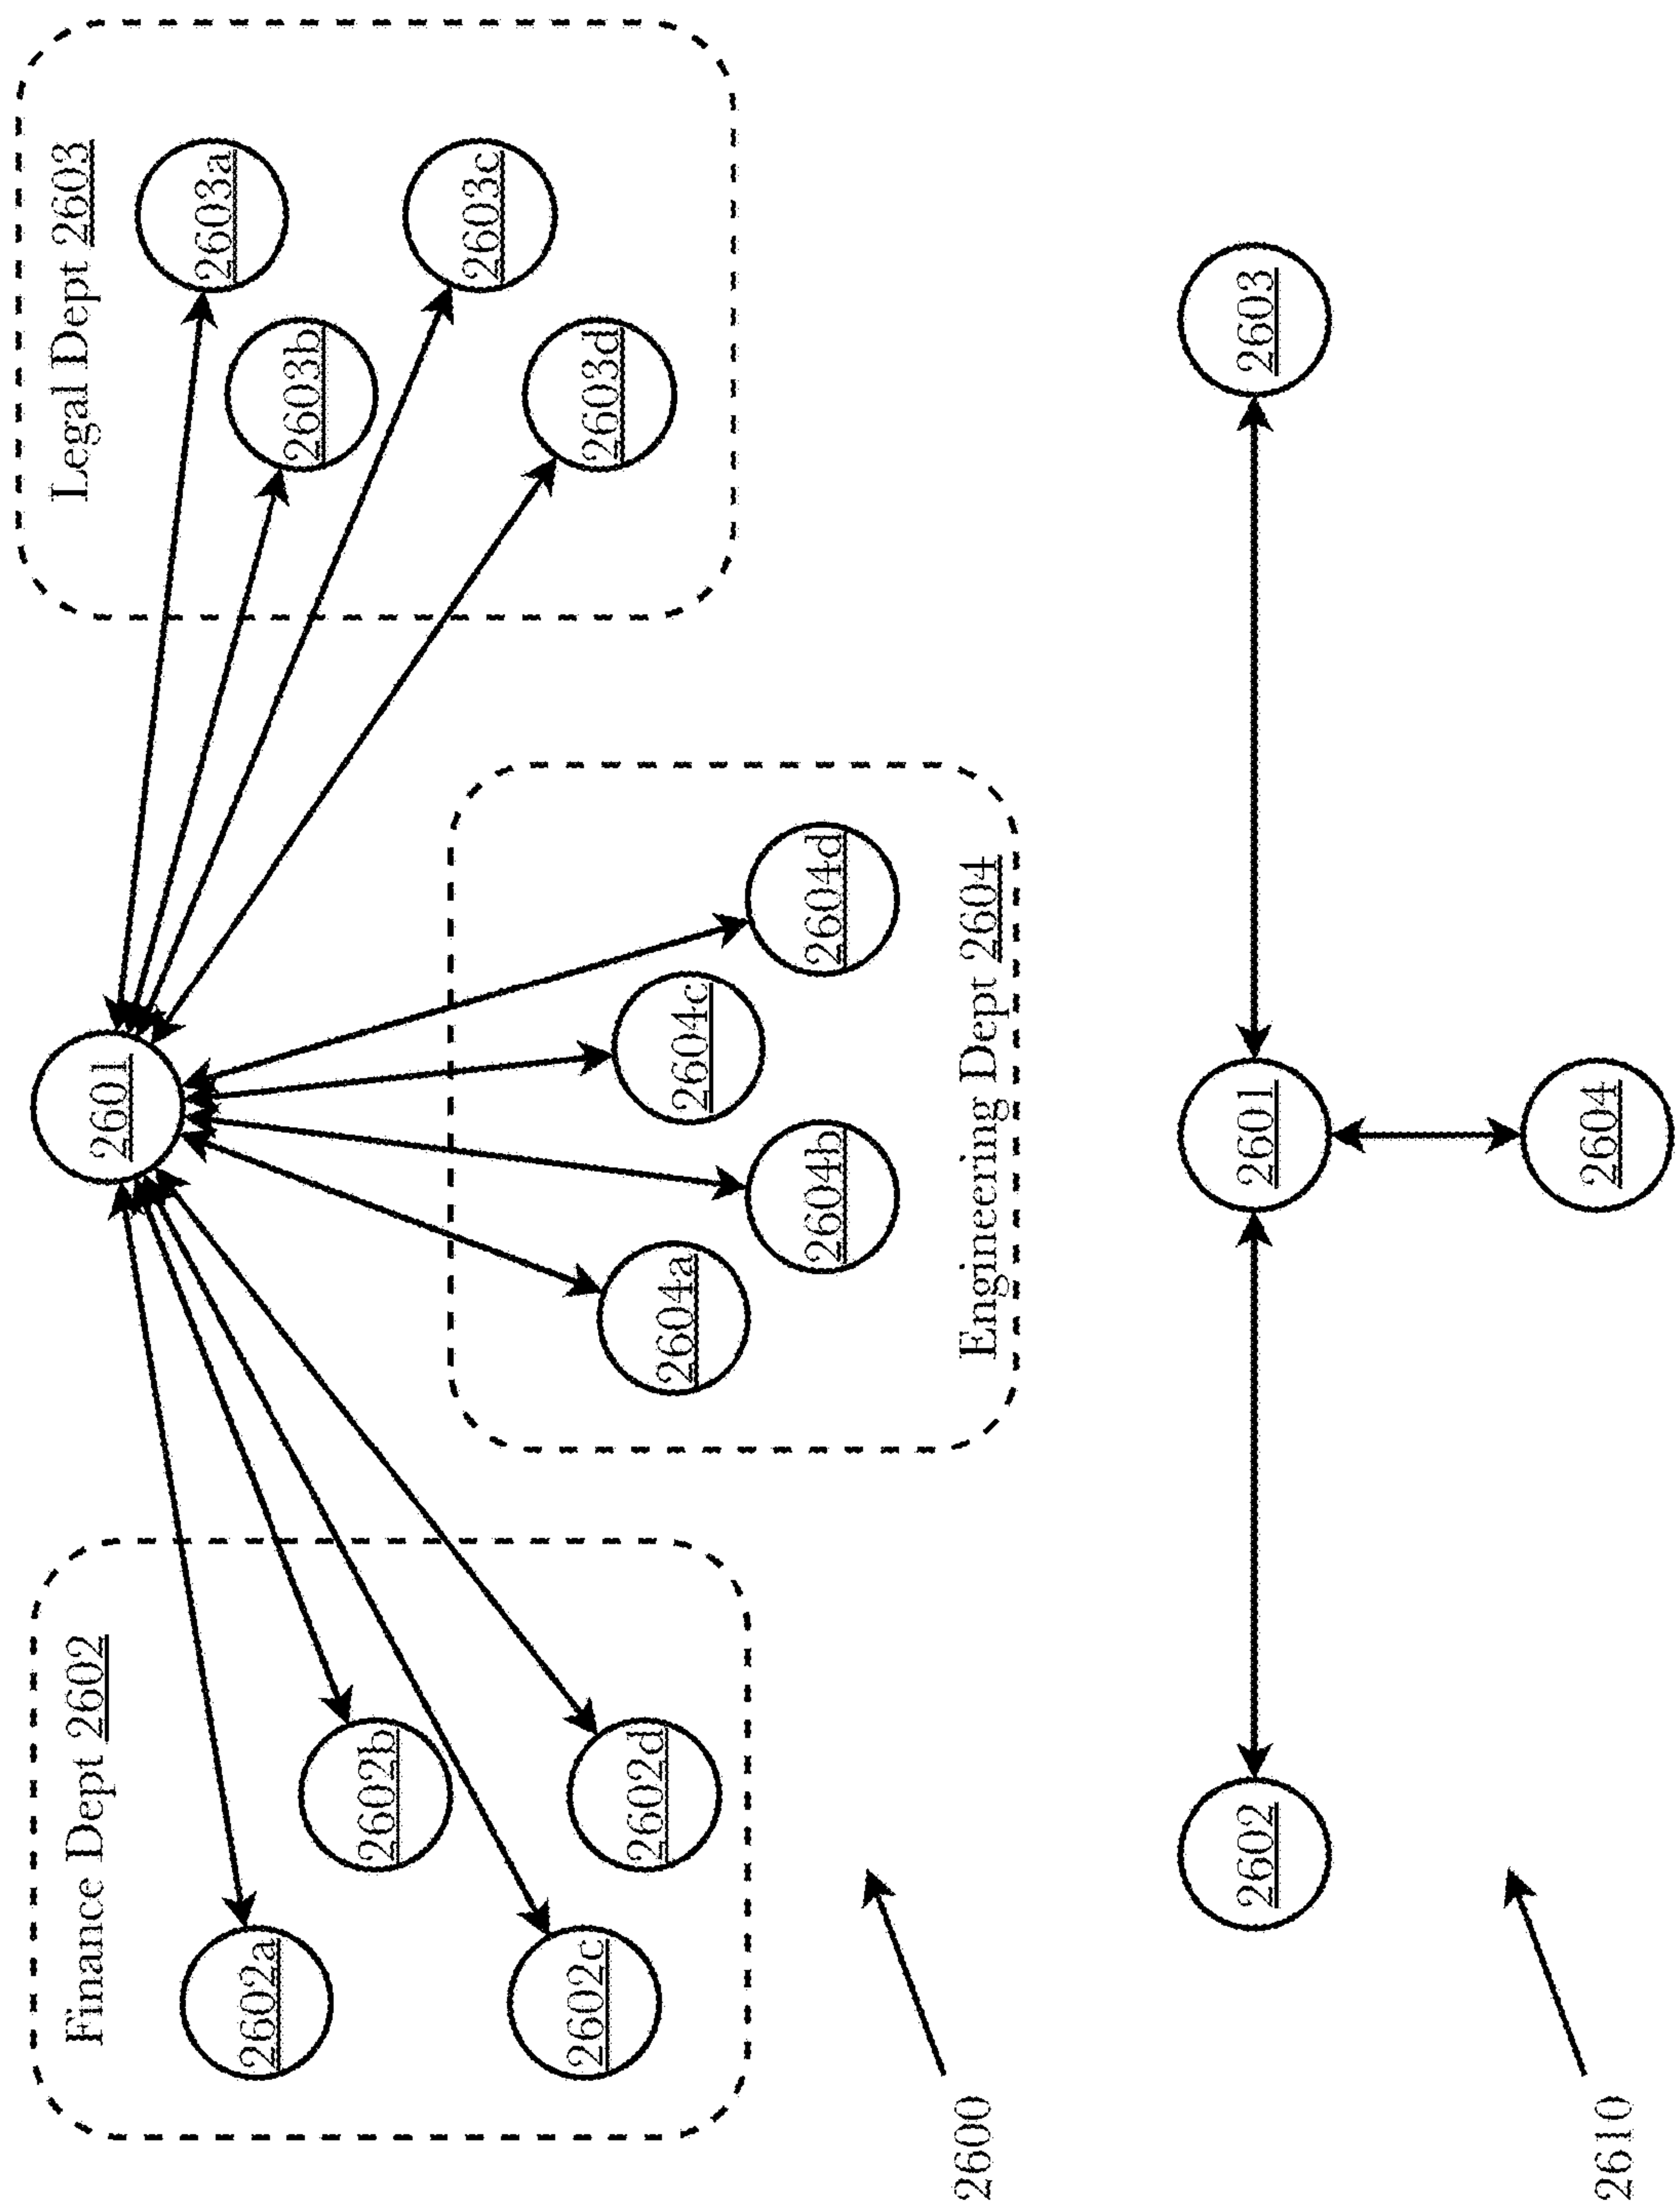 Finance Dept 2602
2602a
2602b
2602c
2602d
2601
Legal Dept 2603
2603a
2603b
2603c
2603d
2604a
2604b
2604c
2604d
Engineering Dept 2604
2600
2602
2601
2603
2604
2610